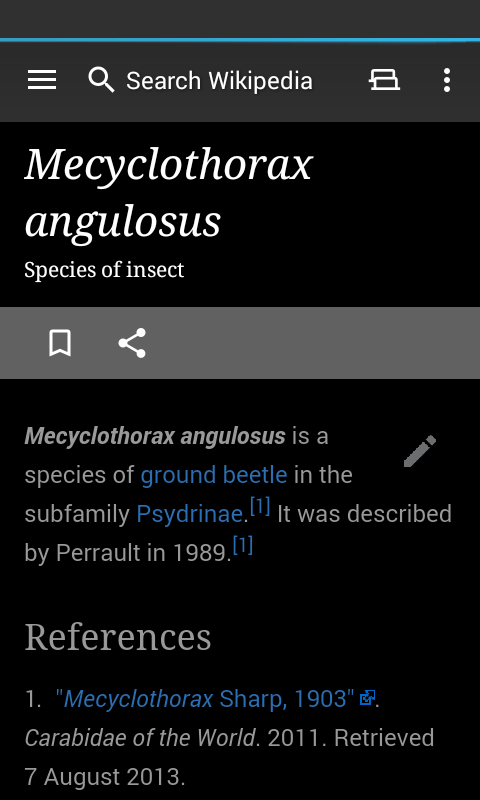 Search Wikipedia
Mecyclothorax
angulosus
Species of insect
Mecyclothorax angulosus is a
species of ground beetle in the
subfamily Psydrinae.[1] It was described
by Perrault in 1989.[1]
References
1. "Mecyclothorax Sharp, 1903" .
Carabidae of the World. 2011. Retrieved
7 August 2013.